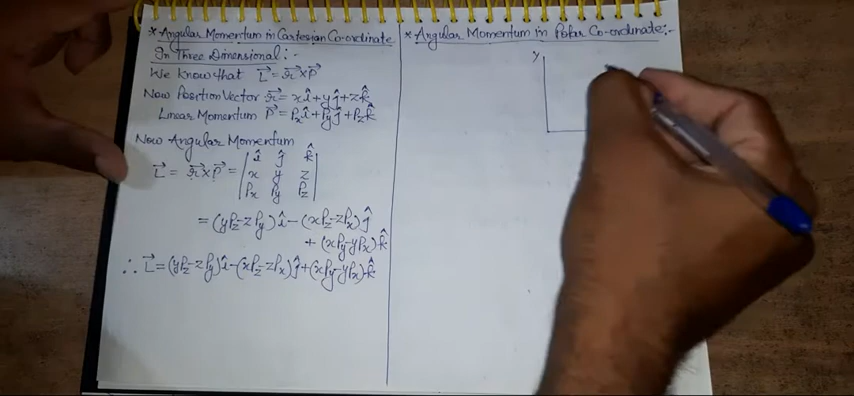 * Angular Momentum in Cartesian Co-ordinate
In Three Dimensional :-
We know that L⃗ = r⃗ × P⃗
Now Position Vector r⃗ = xî + yĵ + zk̂
Linear Momentum P⃗ = Pxî + Pyĵ + Pzk̂
Now Angular Momentum
L⃗ = r⃗ × P⃗ = | î ĵ k̂ |
| x y z |
| Px Py Pz |
= (yPz - zPy) î - (xPz - zPx) ĵ
+ (xPy - yPx) k̂
∴ L⃗ = (yPz - zPy) î - (xPz - zPx) ĵ + (xPy - yPx) k̂
* Angular Momentum in Polar Co-ordinate :-
y